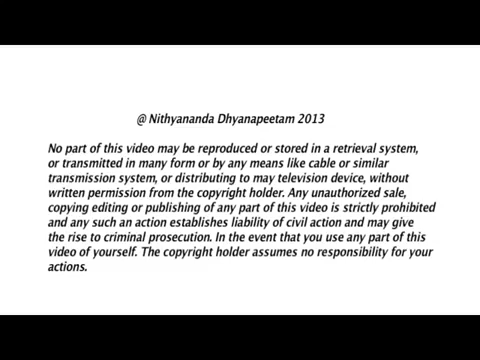 @ Nithyananda Dhyanapeetam 2013
No part of this video may be reproduced or stored in a retrieval system,
or transmitted in many form or by any means like cable or similar
transmission system, or distributing to may television device, without
written permission from the copyright holder. Any unauthorized sale,
copying editing or publishing of any part of this video is strictly prohibited
and any such an action establishes liability of civil action and may give
the rise to criminal prosecution. In the event that you use any part of this
video of yourself. The copyright holder assumes no responsibility for your
actions.